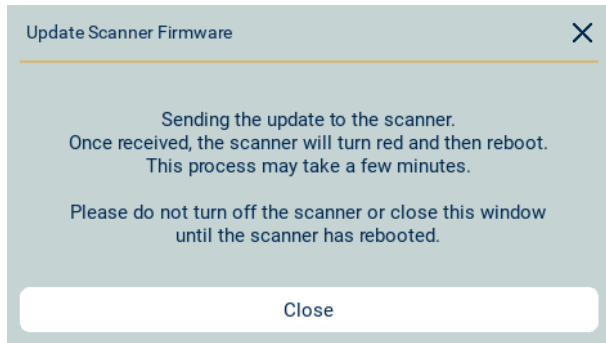 Update Scanner Firmware
Sending the update to the scanner.
Once received, the scanner will turn red and then reboot.
This process may take a few minutes.
Please do not turn off the scanner or close this window
until the scanner has rebooted.
Close